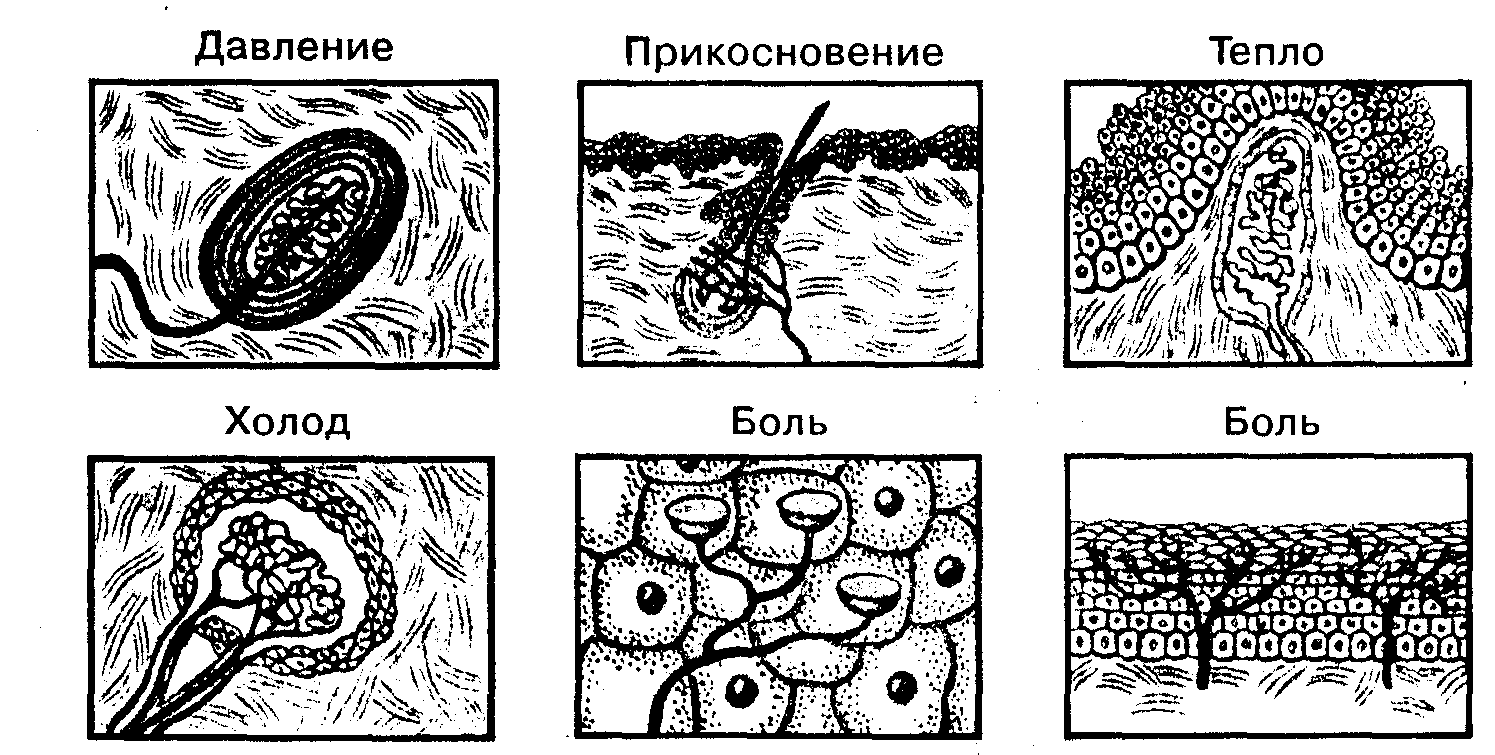 Давление
Прикосновение
Тепло
Холод
Боль
Боль